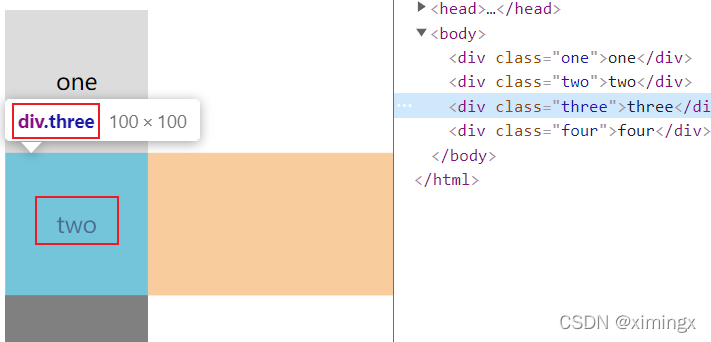 one
div.three 100 × 100
two
<head>…</head>
<body>
<div class="one">one</div>
<div class="two">two</div>
… <div class="three">three</di
<div class="four">four</div>
</body>
</html>
CSDN @ximingx